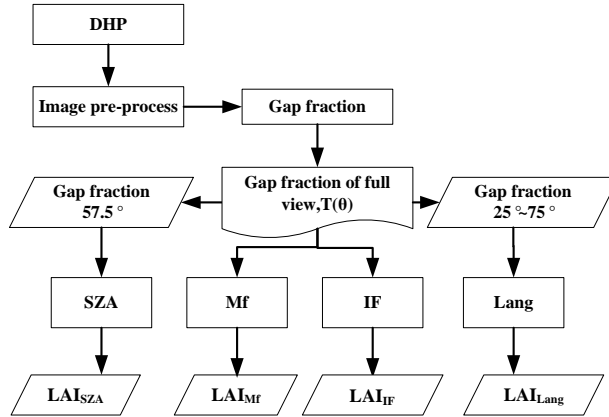 DHP
Image pre-process
Gap fraction
Gap fraction
57.5 °
Gap fraction of full
view,T(θ)
Gap fraction
25 °~75 °
SZA
Mf
IF
Lang
LAISZA
LAIMf
LAIIF
LAILang